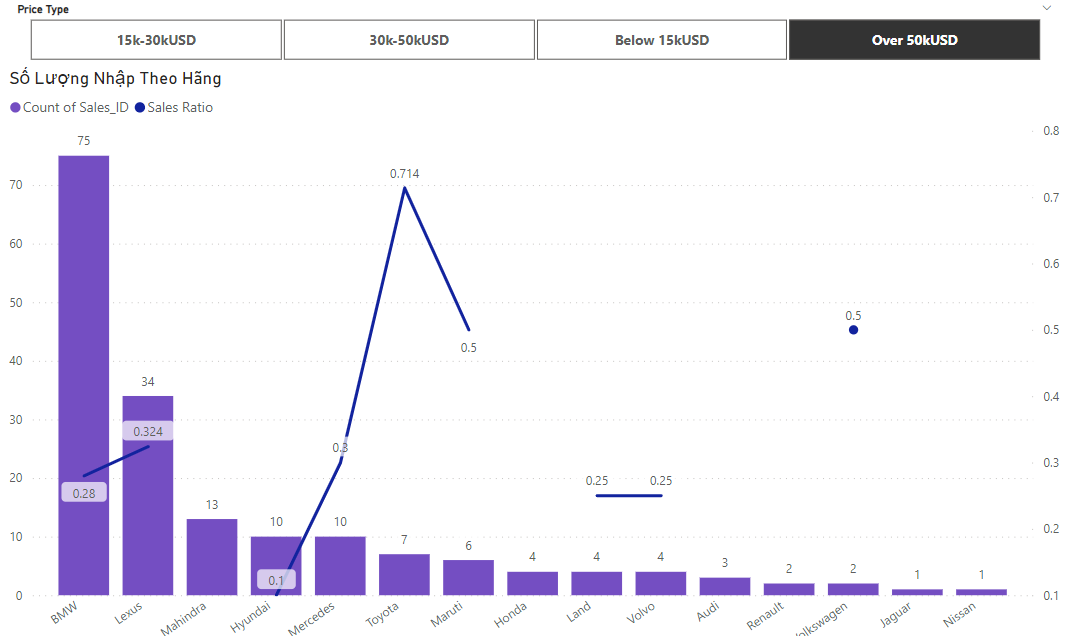 Price Type
15k-30kUSD
30k-50kUSD
Below 15kUSD
Over 50kUSD
Số Lượng Nhập Theo Hãng
Count of Sales_ID
Sales Ratio
75
34
13
10
10
7
6
4
4
4
3
2
2
1
1
0.28
0.324
0.1
0.3
0.714
0.5
0.25
0.25
0.5
70
60
50
40
30
20
10
0
0.8
0.7
0.6
0.5
0.4
0.3
0.2
0.1
BMW
Lexus
Mahindra
Hyundai
Mercedes
Toyota
Maruti
Honda
Land
Volvo
Audi
Renault
olkswagen
Jaguar
Nissan